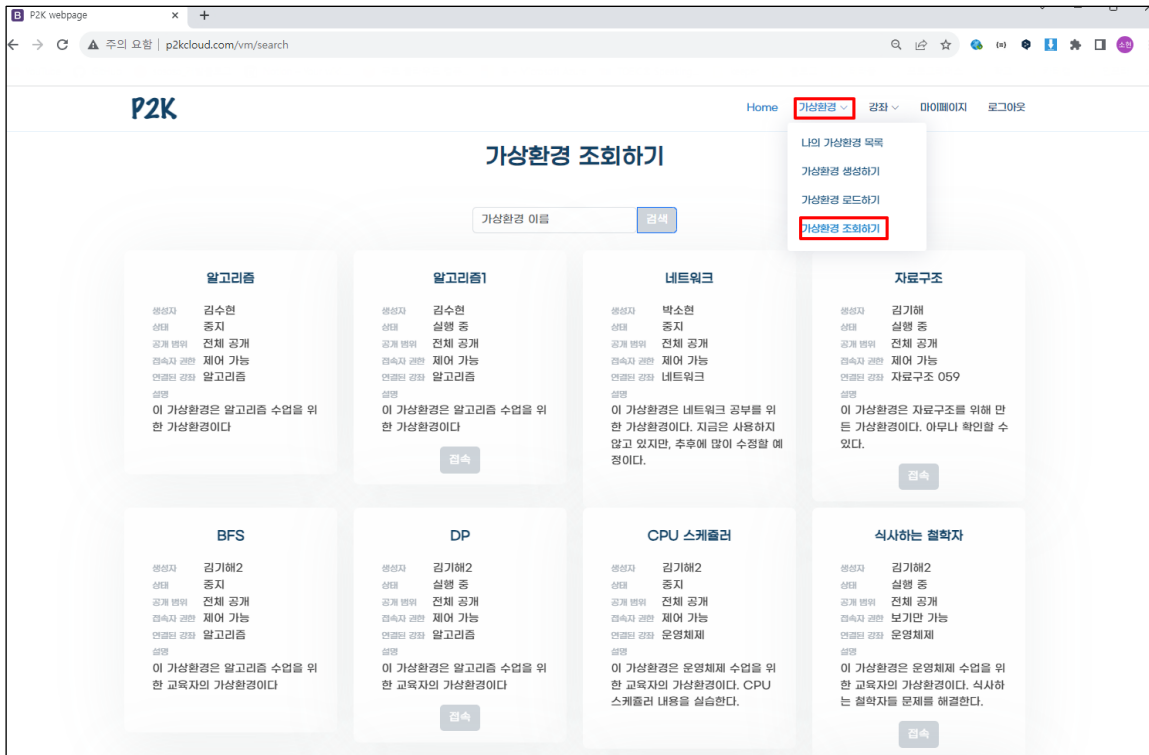 P2K webpage
주의 요함 | p2kcloud.com/vm/search
소현
P2K
Home 가상환경 강좌 마이페이지 로그아웃
나의 가상환경 목록
가상환경 생성하기
가상환경 로드하기
가상환경 조회하기
가상환경 조회하기
가상환경 이름 검색
알고리즘
생성자 김수현
상태 중지
공개 범위 전체 공개
접속자 권한 제어 가능
연결된 강좌 알고리즘
설명
이 가상환경은 알고리즘 수업을 위
한 가상환경이다
알고리즘1
생성자 김수현
상태 실행 중
공개 범위 전체 공개
접속자 권한 제어 가능
연결된 강좌 알고리즘
설명
이 가상환경은 알고리즘 수업을 위
한 가상환경이다
접속
네트워크
생성자 박소현
상태 중지
공개 범위 전체 공개
접속자 권한 제어 가능
연결된 강좌 네트워크
설명
이 가상환경은 네트워크 공부를 위
한 가상환경이다. 지금은 사용하지
않고 있지만, 추후에 많이 수정할 예
정이다.
자료구조
생성자 김기해
상태 실행 중
공개 범위 전체 공개
접속자 권한 제어 가능
연결된 강좌 자료구조 059
설명
이 가상환경은 자료구조를 위해 만
든 가상환경이다. 아무나 확인할 수
있다.
접속
BFS
생성자 김기해2
상태 중지
공개 범위 전체 공개
접속자 권한 제어 가능
연결된 강좌 알고리즘
설명
이 가상환경은 알고리즘 수업을 위
한 교육자의 가상환경이다
DP
생성자 김기해2
상태 실행 중
공개 범위 전체 공개
접속자 권한 제어 가능
연결된 강좌 알고리즘
설명
이 가상환경은 알고리즘 수업을 위
한 교육자의 가상환경이다
접속
CPU 스케쥴러
생성자 김기해2
상태 중지
공개 범위 전체 공개
접속자 권한 제어 가능
연결된 강좌 운영체제
설명
이 가상환경은 운영체제 수업을 위
한 교육자의 가상환경이다. CPU
스케쥴러 내용을 실습한다.
식사하는 철학자
생성자 김기해2
상태 실행 중
공개 범위 전체 공개
접속자 권한 보기만 가능
연결된 강좌 운영체제
설명
이 가상환경은 운영체제 수업을 위
한 교육자의 가상환경이다. 식사하
는 철학자들 문제를 해결한다.
접속